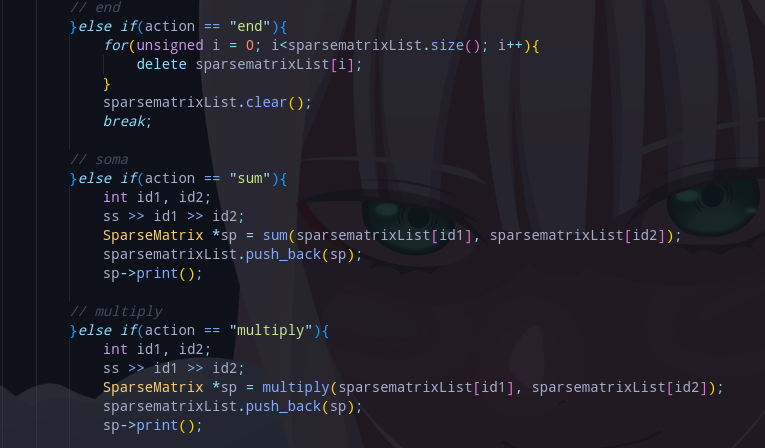 // end
}else if(action == "end"){
for(unsigned i = 0; i<sparsematrixList.size(); i++){
delete sparsematrixList[i];
}
sparsematrixList.clear();
break;
// soma
}else if(action == "sum"){
int id1, id2;
ss >> id1 >> id2;
SparseMatrix *sp = sum(sparsematrixList[id1], sparsematrixList[id2]);
sparsematrixList.push_back(sp);
sp->print();
// multiply
}else if(action == "multiply"){
int id1, id2;
ss >> id1 >> id2;
SparseMatrix *sp = multiply(sparsematrixList[id1], sparsematrixList[id2]);
sparsematrixList.push_back(sp);
sp->print();